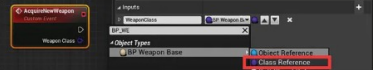 AcquireNewWeapon
Custom Event
Weapon Class
Inputs
WeaponClass
BP Weapon Ba
BP_WE
Object Types
BP Weapon Base
Object Reference
Class Reference